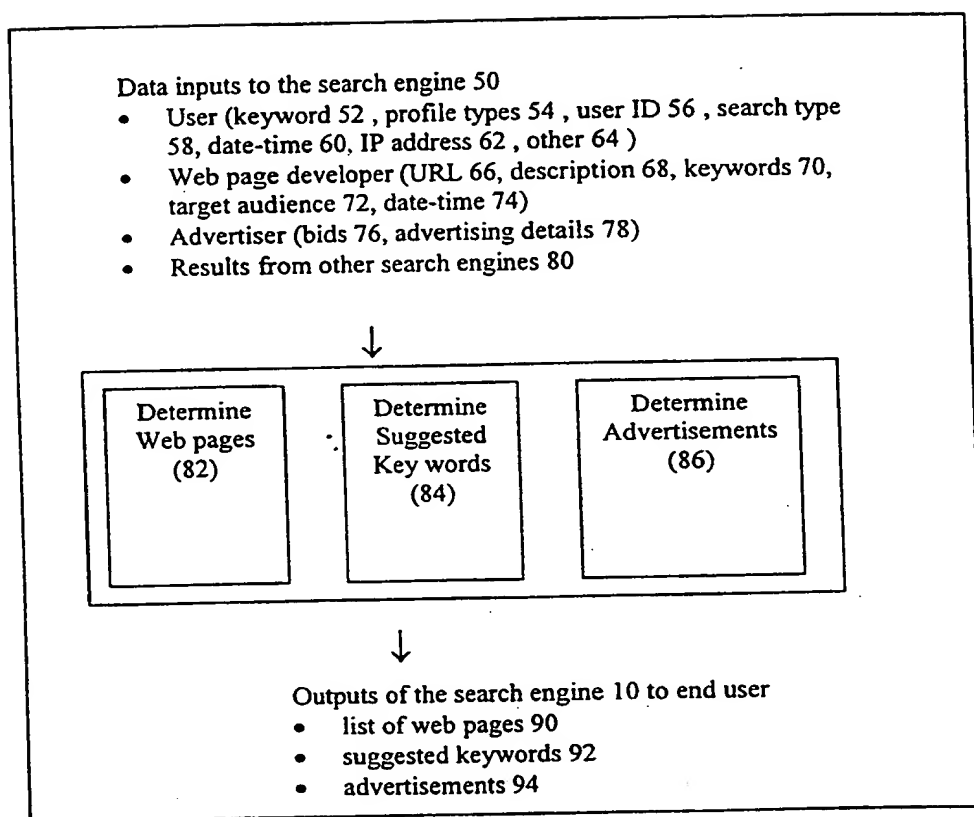 Data inputs to the search engine 50
• User (keyword 52 , profile types 54 , user ID 56 , search type
58, date-time 60, IP address 62 , other 64 )
• Web page developer (URL 66, description 68, keywords 70,
target audience 72, date-time 74)
• Advertiser (bids 76, advertising details 78)
• Results from other search engines 80
↓
Determine
Web pages
(82)
Determine
Suggested
Key words
(84)
Determine
Advertisements
(86)
↓
Outputs of the search engine 10 to end user
• list of web pages 90
• suggested keywords 92
• advertisements 94